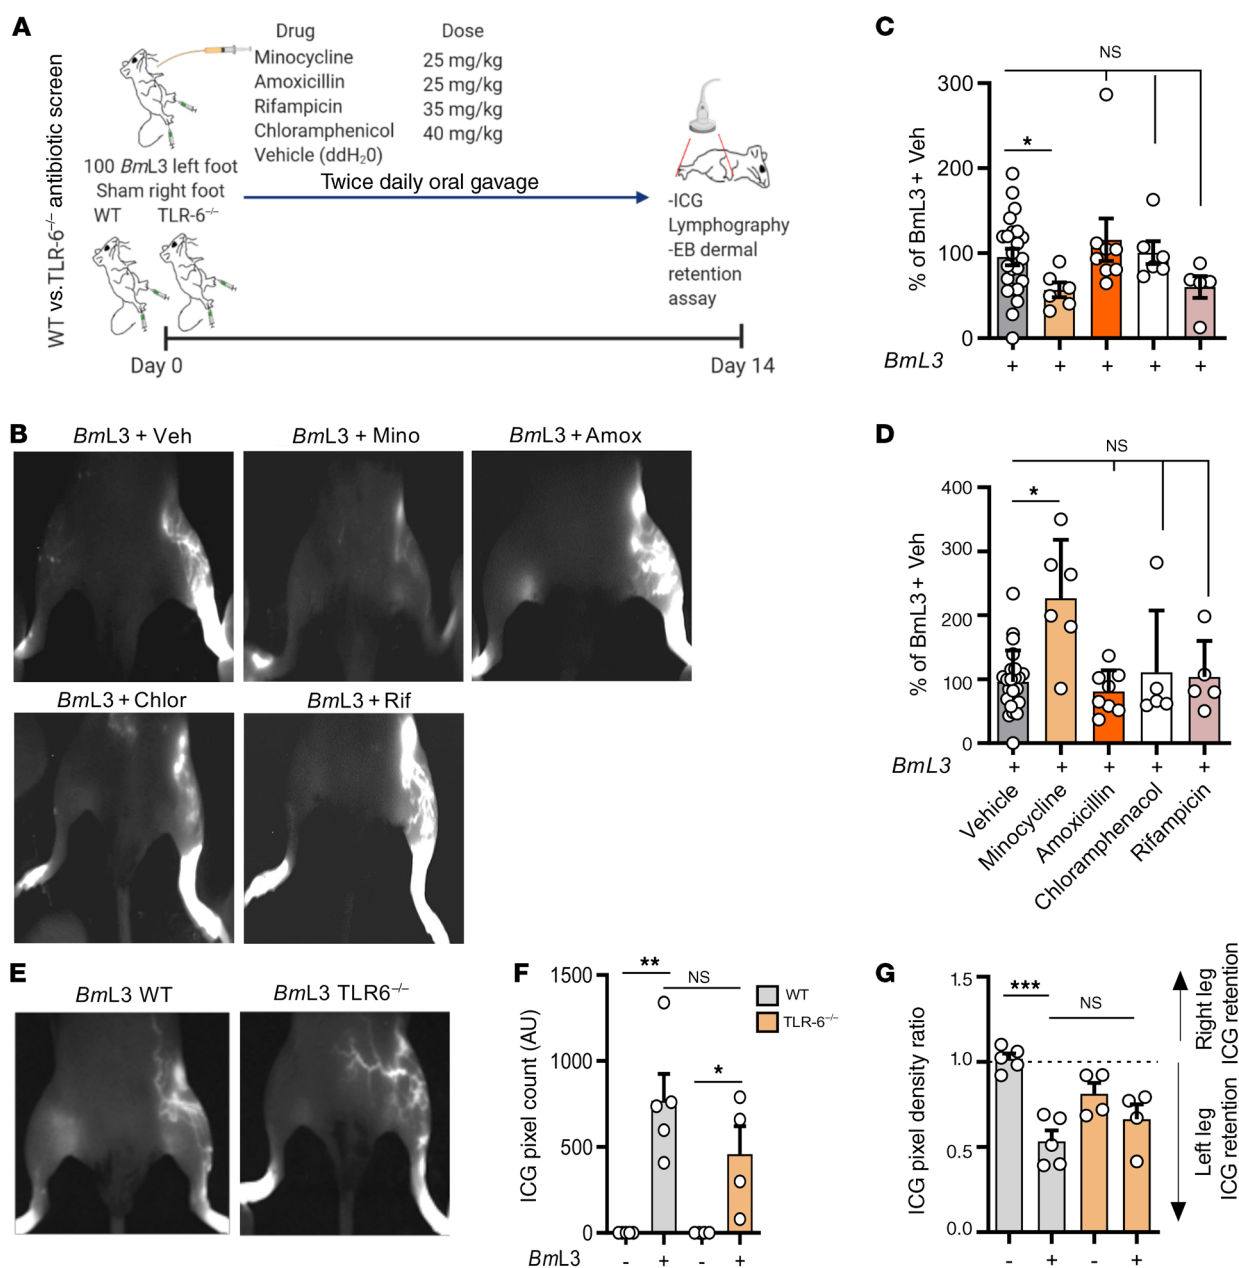 A
WT vs.TLR-6–/– antibiotic screen
Drug Dose
Minocycline 25 mg/kg
Amoxicillin 25 mg/kg
Rifampicin 35 mg/kg
Chloramphenicol 40 mg/kg
Vehicle (ddH20)
100 BmL3 left foot
Sham right foot
WT TLR-6–/–
Twice daily oral gavage
-ICG
Lymphography
-EB dermal
retention
assay
Day 0 Day 14
B
BmL3 + Veh BmL3 + Mino BmL3 + Amox
BmL3 + Chlor BmL3 + Rif
C
NS
*
% of BmL3 + Veh
300
200
100
0
BmL3 + + + + +
D
NS
*
% of BmL3 + Veh
400
300
200
100
0
BmL3 + + + + +
Vehicle
Minocycline
Amoxicillin
Chloramphenacol
Rifampicin
E
BmL3 WT BmL3 TLR6–/–
F
** NS
*
WT
TLR-6–/–
ICG pixel count (AU)
1500
1000
500
0
BmL3 - + - +
G
*** NS
ICG pixel density ratio
1.5
1.0
0.5
0.0
- + - +
Right leg
ICG retention
Left leg
ICG retention